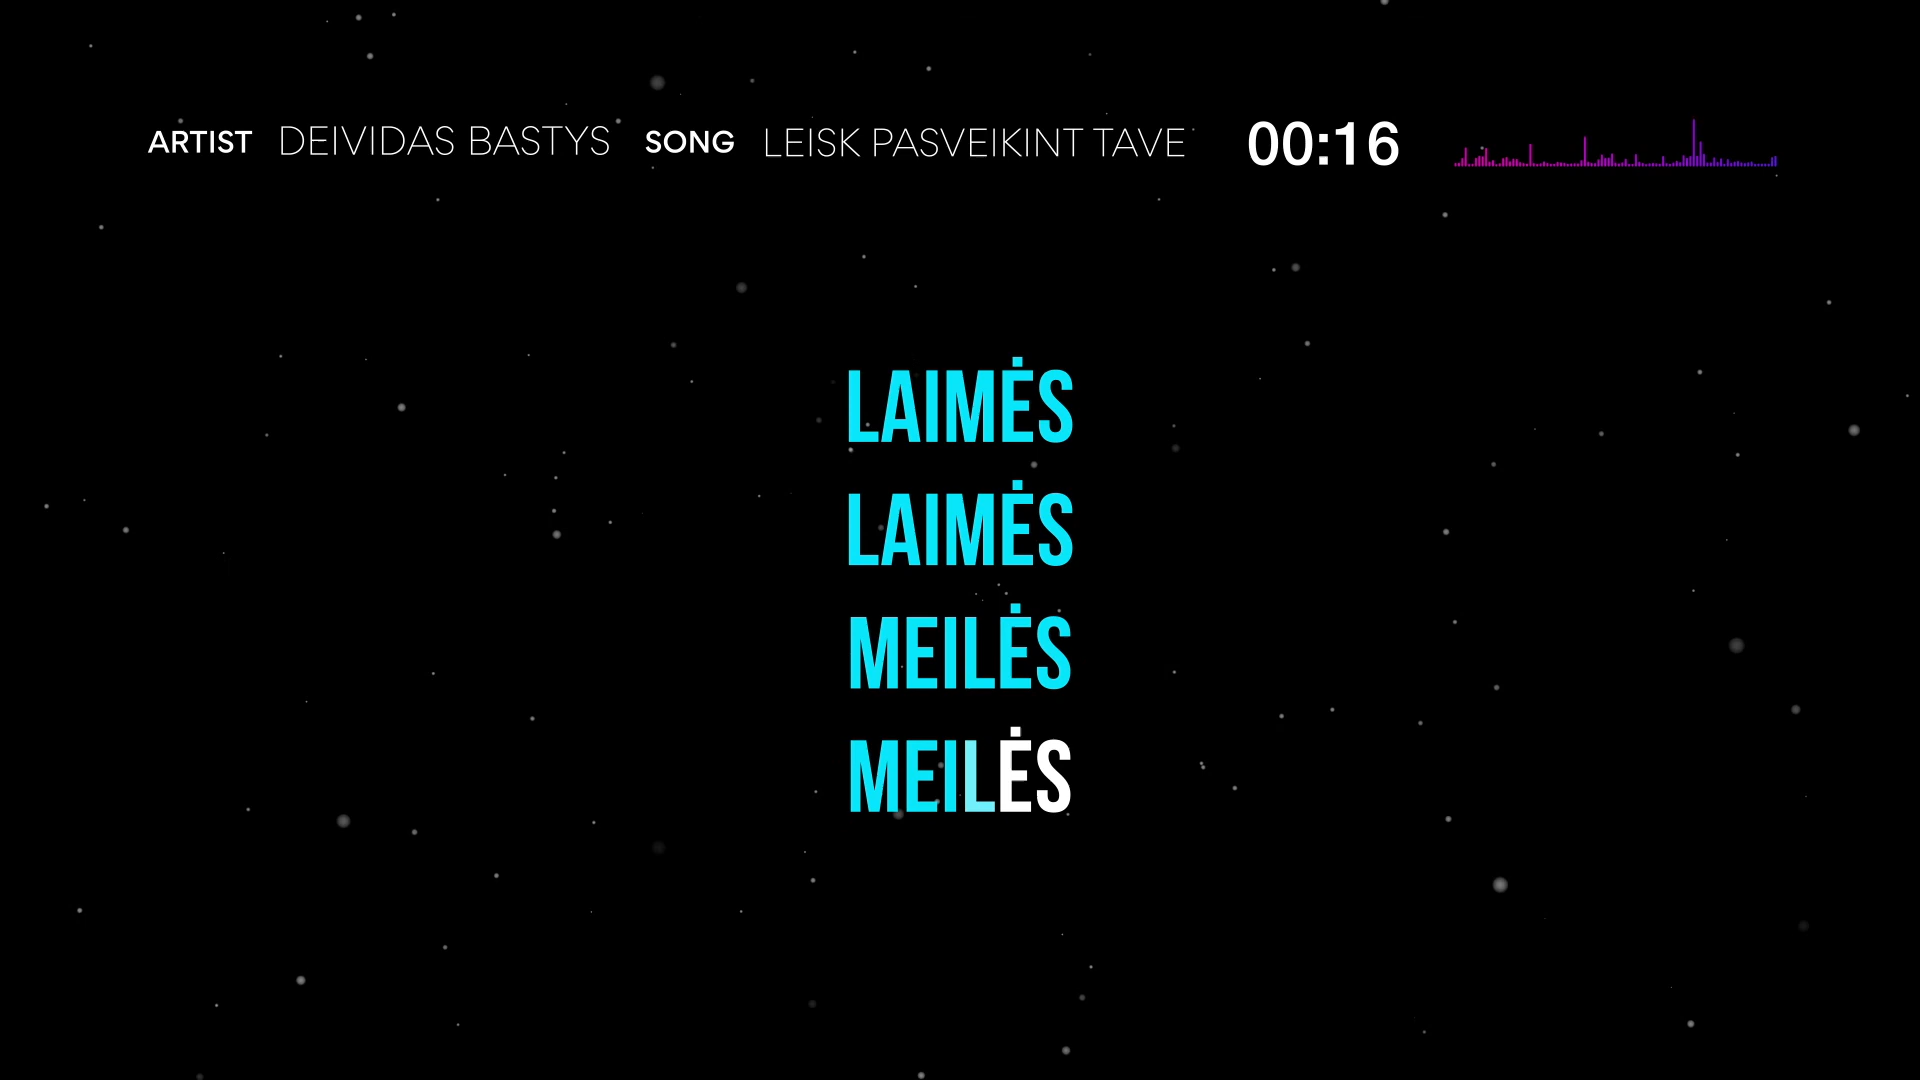 ARTIST DEIVIDAS BASTYS SONG LEISK PASVEIKINT TAVE 00:16
LAIMĖS
LAIMĖS
MEILĖS
MEILĖS